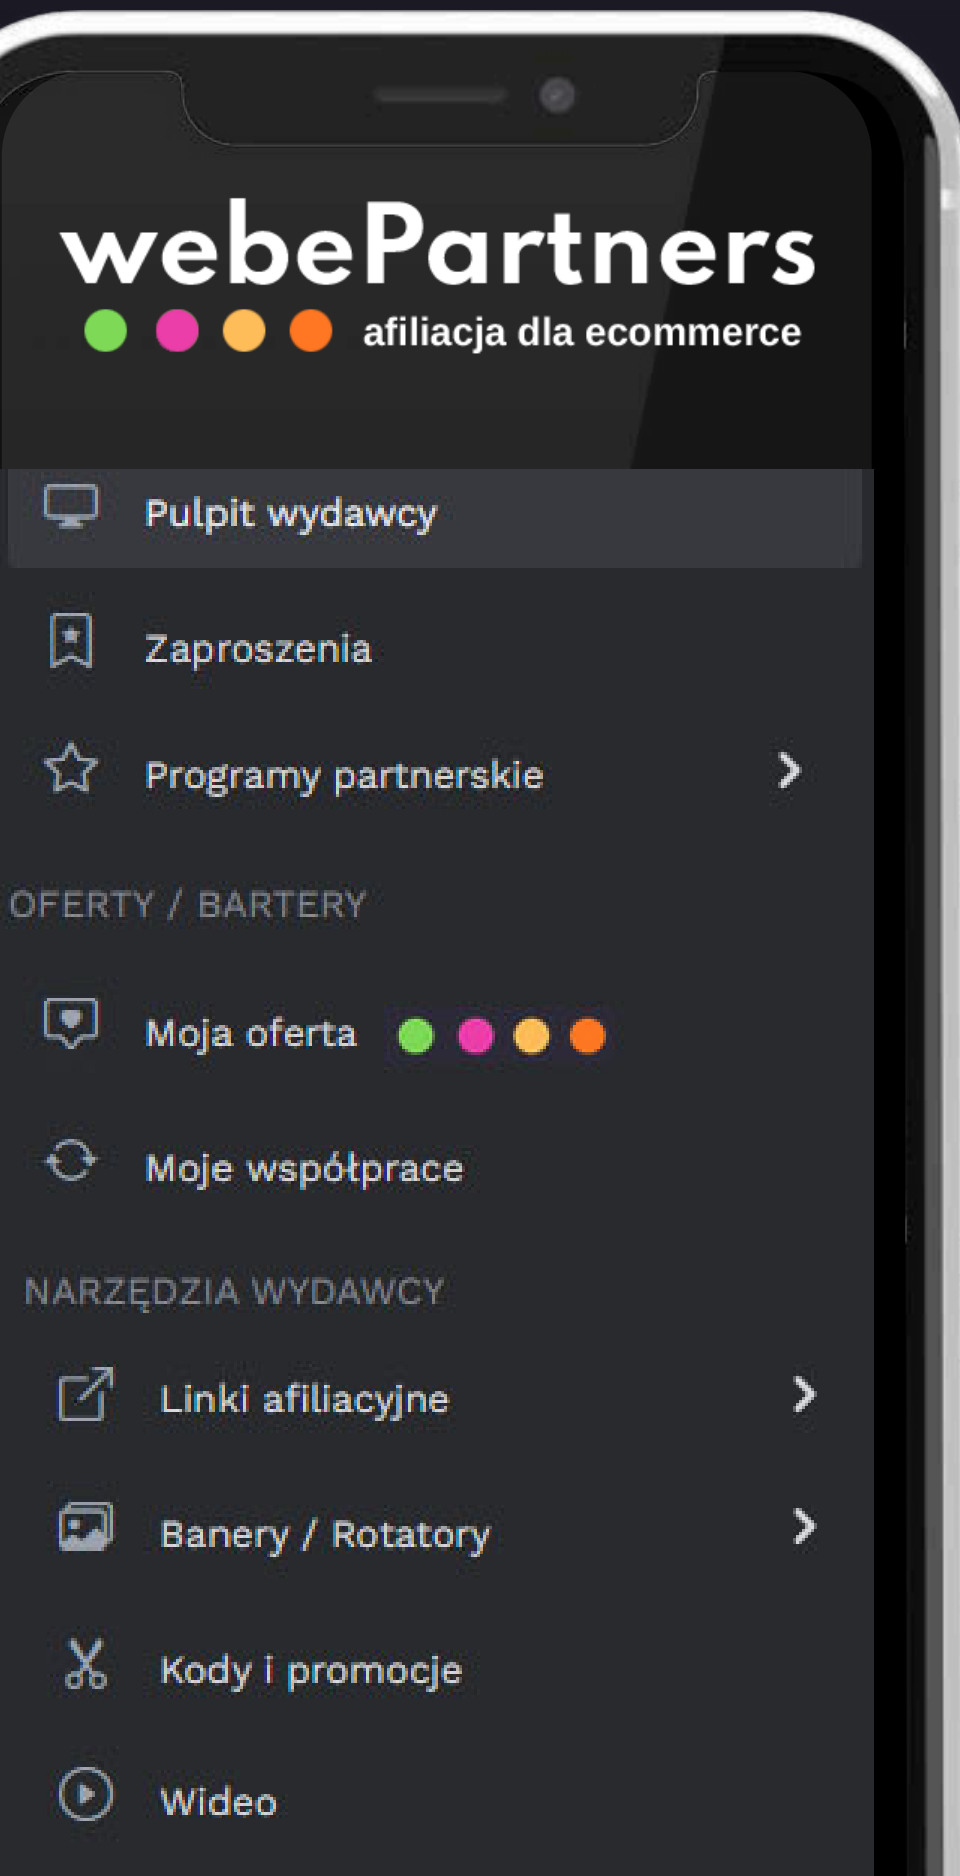 webePartners
afiliacja dla ecommerce
Pulpit wydawcy
Zaproszenia
Programy partnerskie
OFERTY / BARTERY
Moja oferta
Moje współprace
NARZĘDZIA WYDAWCY
Linki afiliacyjne
Banery / Rotatory
Kody i promocje
Wideo